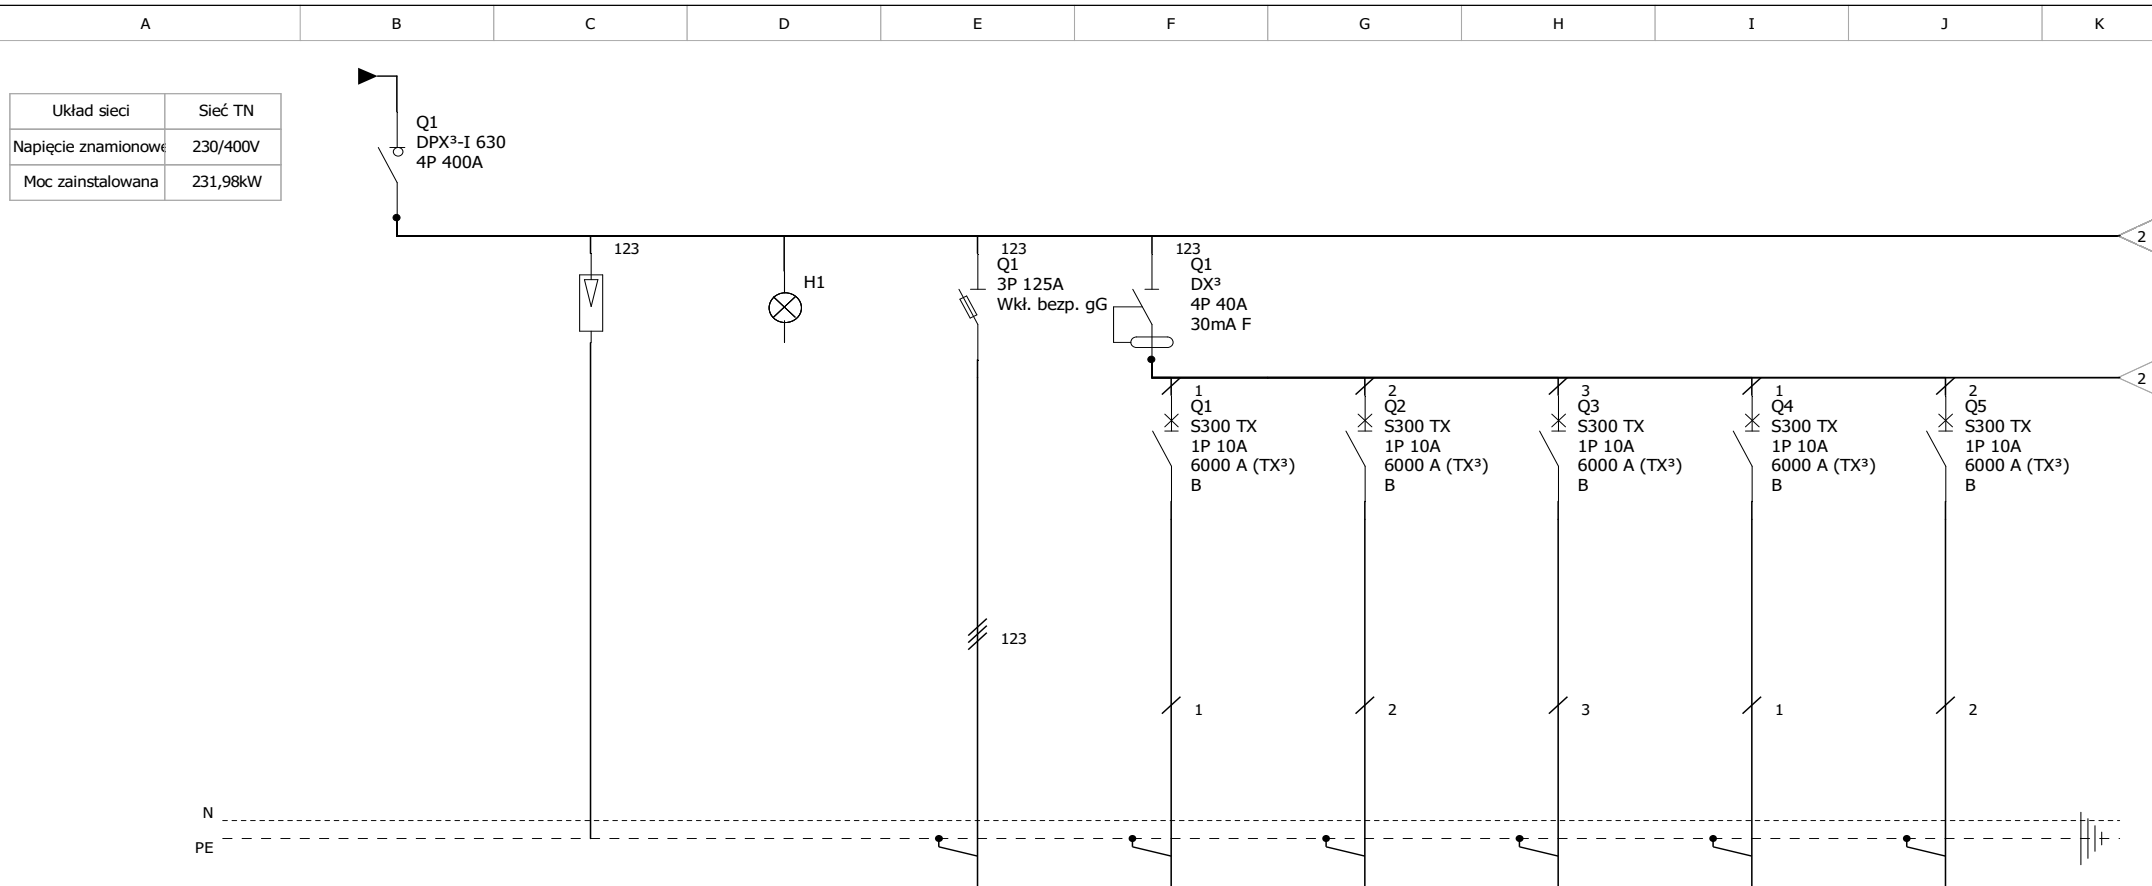 A B C D E F G H I J K
Układ sieci Sieć TN
Napięcie znamionowe 230/400V
Moc zainstalowana 231,98kW
Q1
DPX³-I 630
4P 400A
2
123
H1
123
Q1
3P 125A
Wkł. bezp. gG
123
Q1
DX³
4P 40A
30mA F
2
1
Q1
S300 TX
1P 10A
6000 A (TX³)
B
2
Q2
S300 TX
1P 10A
6000 A (TX³)
B
3
Q3
S300 TX
1P 10A
6000 A (TX³)
B
1
Q4
S300 TX
1P 10A
6000 A (TX³)
B
2
Q5
S300 TX
1P 10A
6000 A (TX³)
B
123
1 2 3 1 2
N
PE